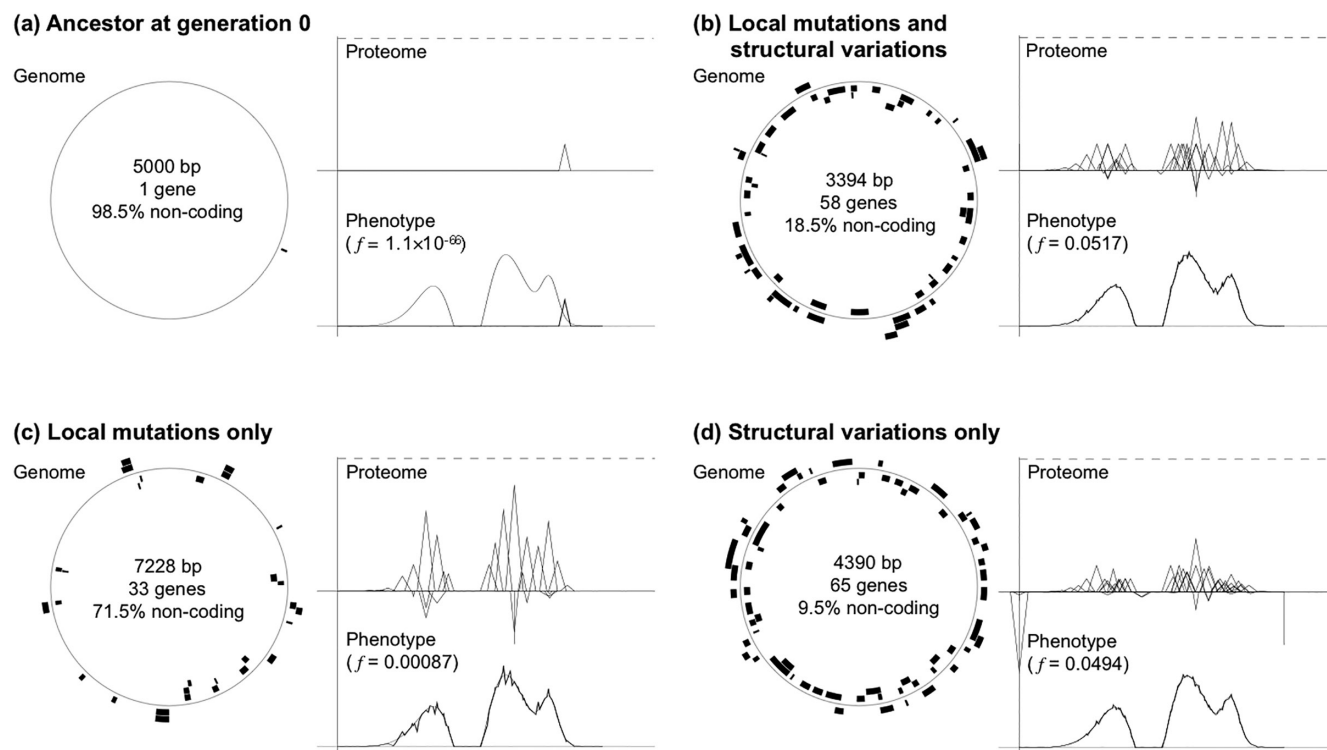 (a) Ancestor at generation 0
Genome
5000 bp
1 gene
98.5% non-coding
Proteome
Phenotype
( f = 1.1×10⁻⁶⁶)
(b) Local mutations and
structural variations
Genome
3394 bp
58 genes
18.5% non-coding
Proteome
Phenotype
( f = 0.0517)
(c) Local mutations only
Genome
7228 bp
33 genes
71.5% non-coding
Proteome
Phenotype
( f = 0.00087)
(d) Structural variations only
Genome
4390 bp
65 genes
9.5% non-coding
Proteome
Phenotype
( f = 0.0494)